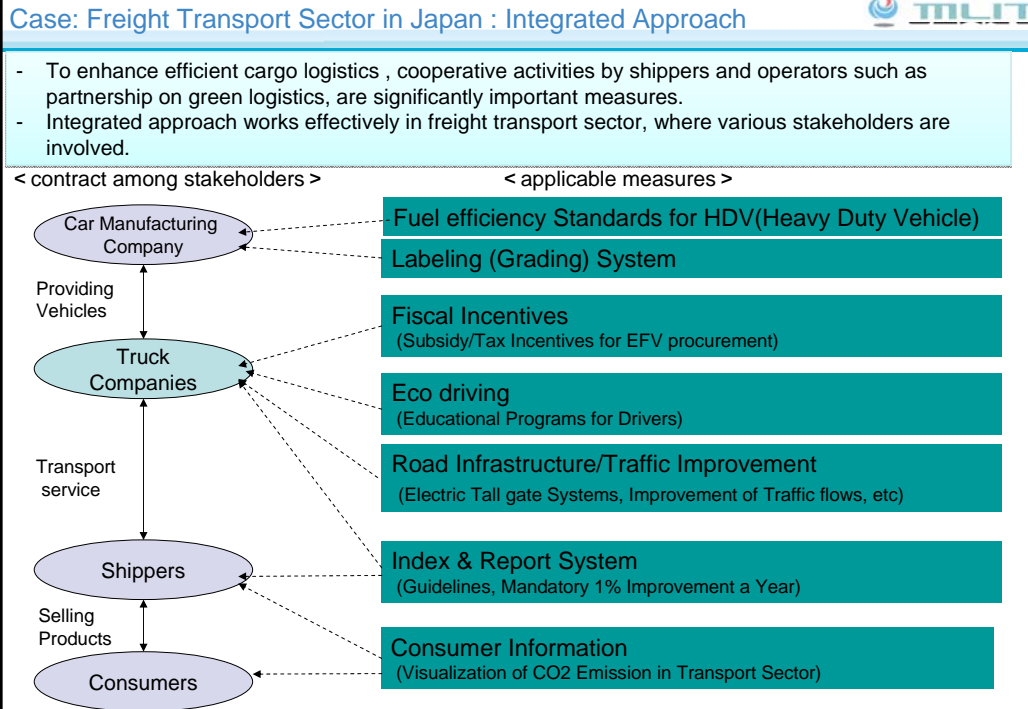 Case: Freight Transport Sector in Japan : Integrated Approach
MLIT
- To enhance efficient cargo logistics , cooperative activities by shippers and operators such as
partnership on green logistics, are significantly important measures.
- Integrated approach works effectively in freight transport sector, where various stakeholders are
involved.
< contract among stakeholders >
< applicable measures >
Car Manufacturing
Company
Fuel efficiency Standards for HDV(Heavy Duty Vehicle)
Labeling (Grading) System
Providing
Vehicles
Fiscal Incentives
(Subsidy/Tax Incentives for EFV procurement)
Truck
Companies
Eco driving
(Educational Programs for Drivers)
Transport
service
Road Infrastructure/Traffic Improvement
(Electric Tall gate Systems, Improvement of Traffic flows, etc)
Shippers
Index & Report System
(Guidelines, Mandatory 1% Improvement a Year)
Selling
Products
Consumer Information
(Visualization of CO2 Emission in Transport Sector)
Consumers